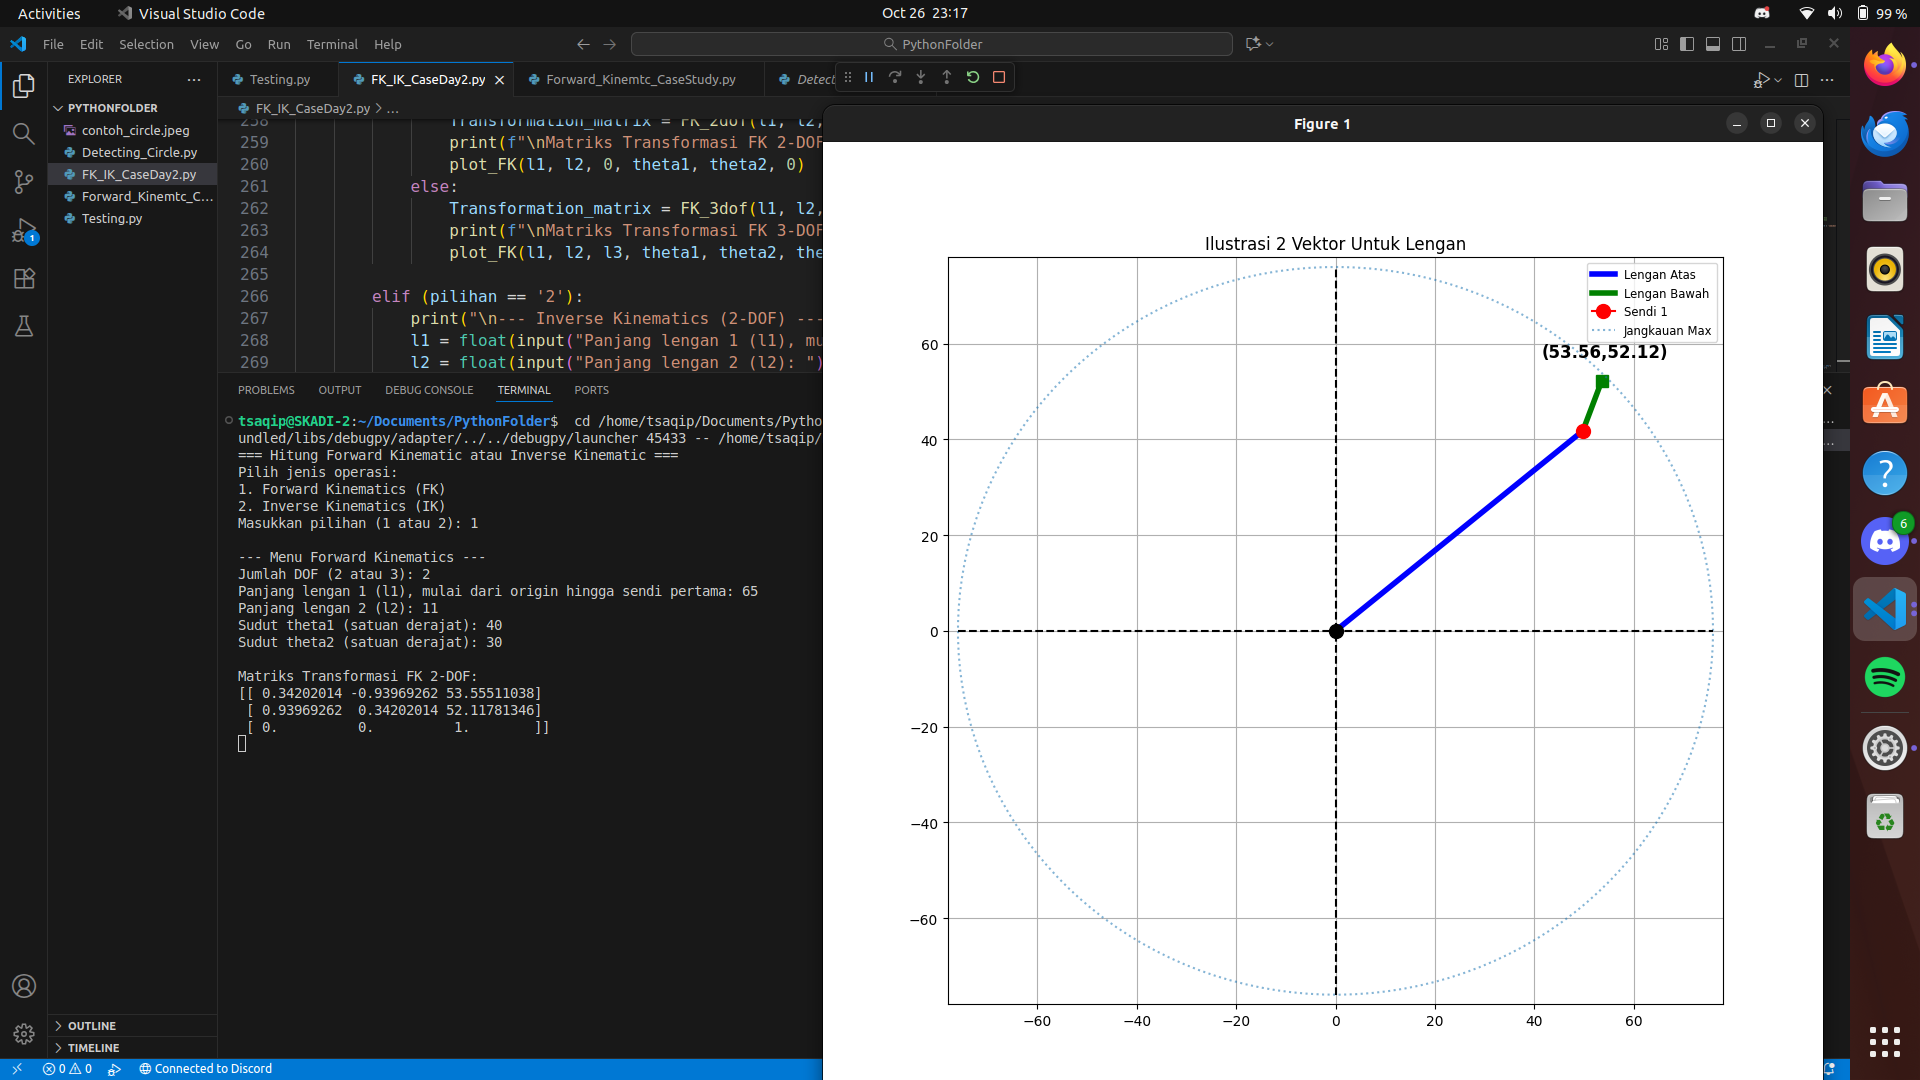 Activities
Visual Studio Code
Oct 26 23:17
99 %
File Edit Selection View Go Run Terminal Help
PythonFolder
EXPLORER
Testing.py
FK_IK_CaseDay2.py
Forward_Kinemtc_CaseStudy.py
Detect
PYTHONFOLDER
contoh_circle.jpeg
Detecting_Circle.py
FK_IK_CaseDay2.py
Forward_Kinemtc_C...
Testing.py
FK_IK_CaseDay2.py > ...
258 Transformation_matrix = FK_2dof(l1, l2,
259 print(f"\nMatriks Transformasi FK 2-DOF
260 plot_FK(l1, l2, 0, theta1, theta2, 0)
261 else:
262 Transformation_matrix = FK_3dof(l1, l2,
263 print(f"\nMatriks Transformasi FK 3-DOF
264 plot_FK(l1, l2, l3, theta1, theta2, the
265
266 elif (pilihan == '2'):
267 print("\n--- Inverse Kinematics (2-DOF) ---
268 l1 = float(input("Panjang lengan 1 (l1), mu
269 l2 = float(input("Panjang lengan 2 (l2): ")
PROBLEMS OUTPUT DEBUG CONSOLE TERMINAL PORTS
tsaqip@SKADI-2:~/Documents/PythonFolder$ cd /home/tsaqip/Documents/Pytho
undled/libs/debugpy/adapter/../../debugpy/launcher 45433 -- /home/tsaqip/
=== Hitung Forward Kinematic atau Inverse Kinematic ===
Pilih jenis operasi:
1. Forward Kinematics (FK)
2. Inverse Kinematics (IK)
Masukkan pilihan (1 atau 2): 1
--- Menu Forward Kinematics ---
Jumlah DOF (2 atau 3): 2
Panjang lengan 1 (l1), mulai dari origin hingga sendi pertama: 65
Panjang lengan 2 (l2): 11
Sudut theta1 (satuan derajat): 40
Sudut theta2 (satuan derajat): 30
Matriks Transformasi FK 2-DOF:
[[ 0.34202014 -0.93969262 53.55511038]
[ 0.93969262 0.34202014 52.11781346]
[ 0. 0. 1. ]]
OUTLINE
TIMELINE
0 0
Connected to Discord
Figure 1
Ilustrasi 2 Vektor Untuk Lengan
Lengan Atas
Lengan Bawah
Sendi 1
Jangkauan Max
(53.56,52.12)
60
40
20
0
−20
−40
−60
−60 −40 −20 0 20 40 60
1
6